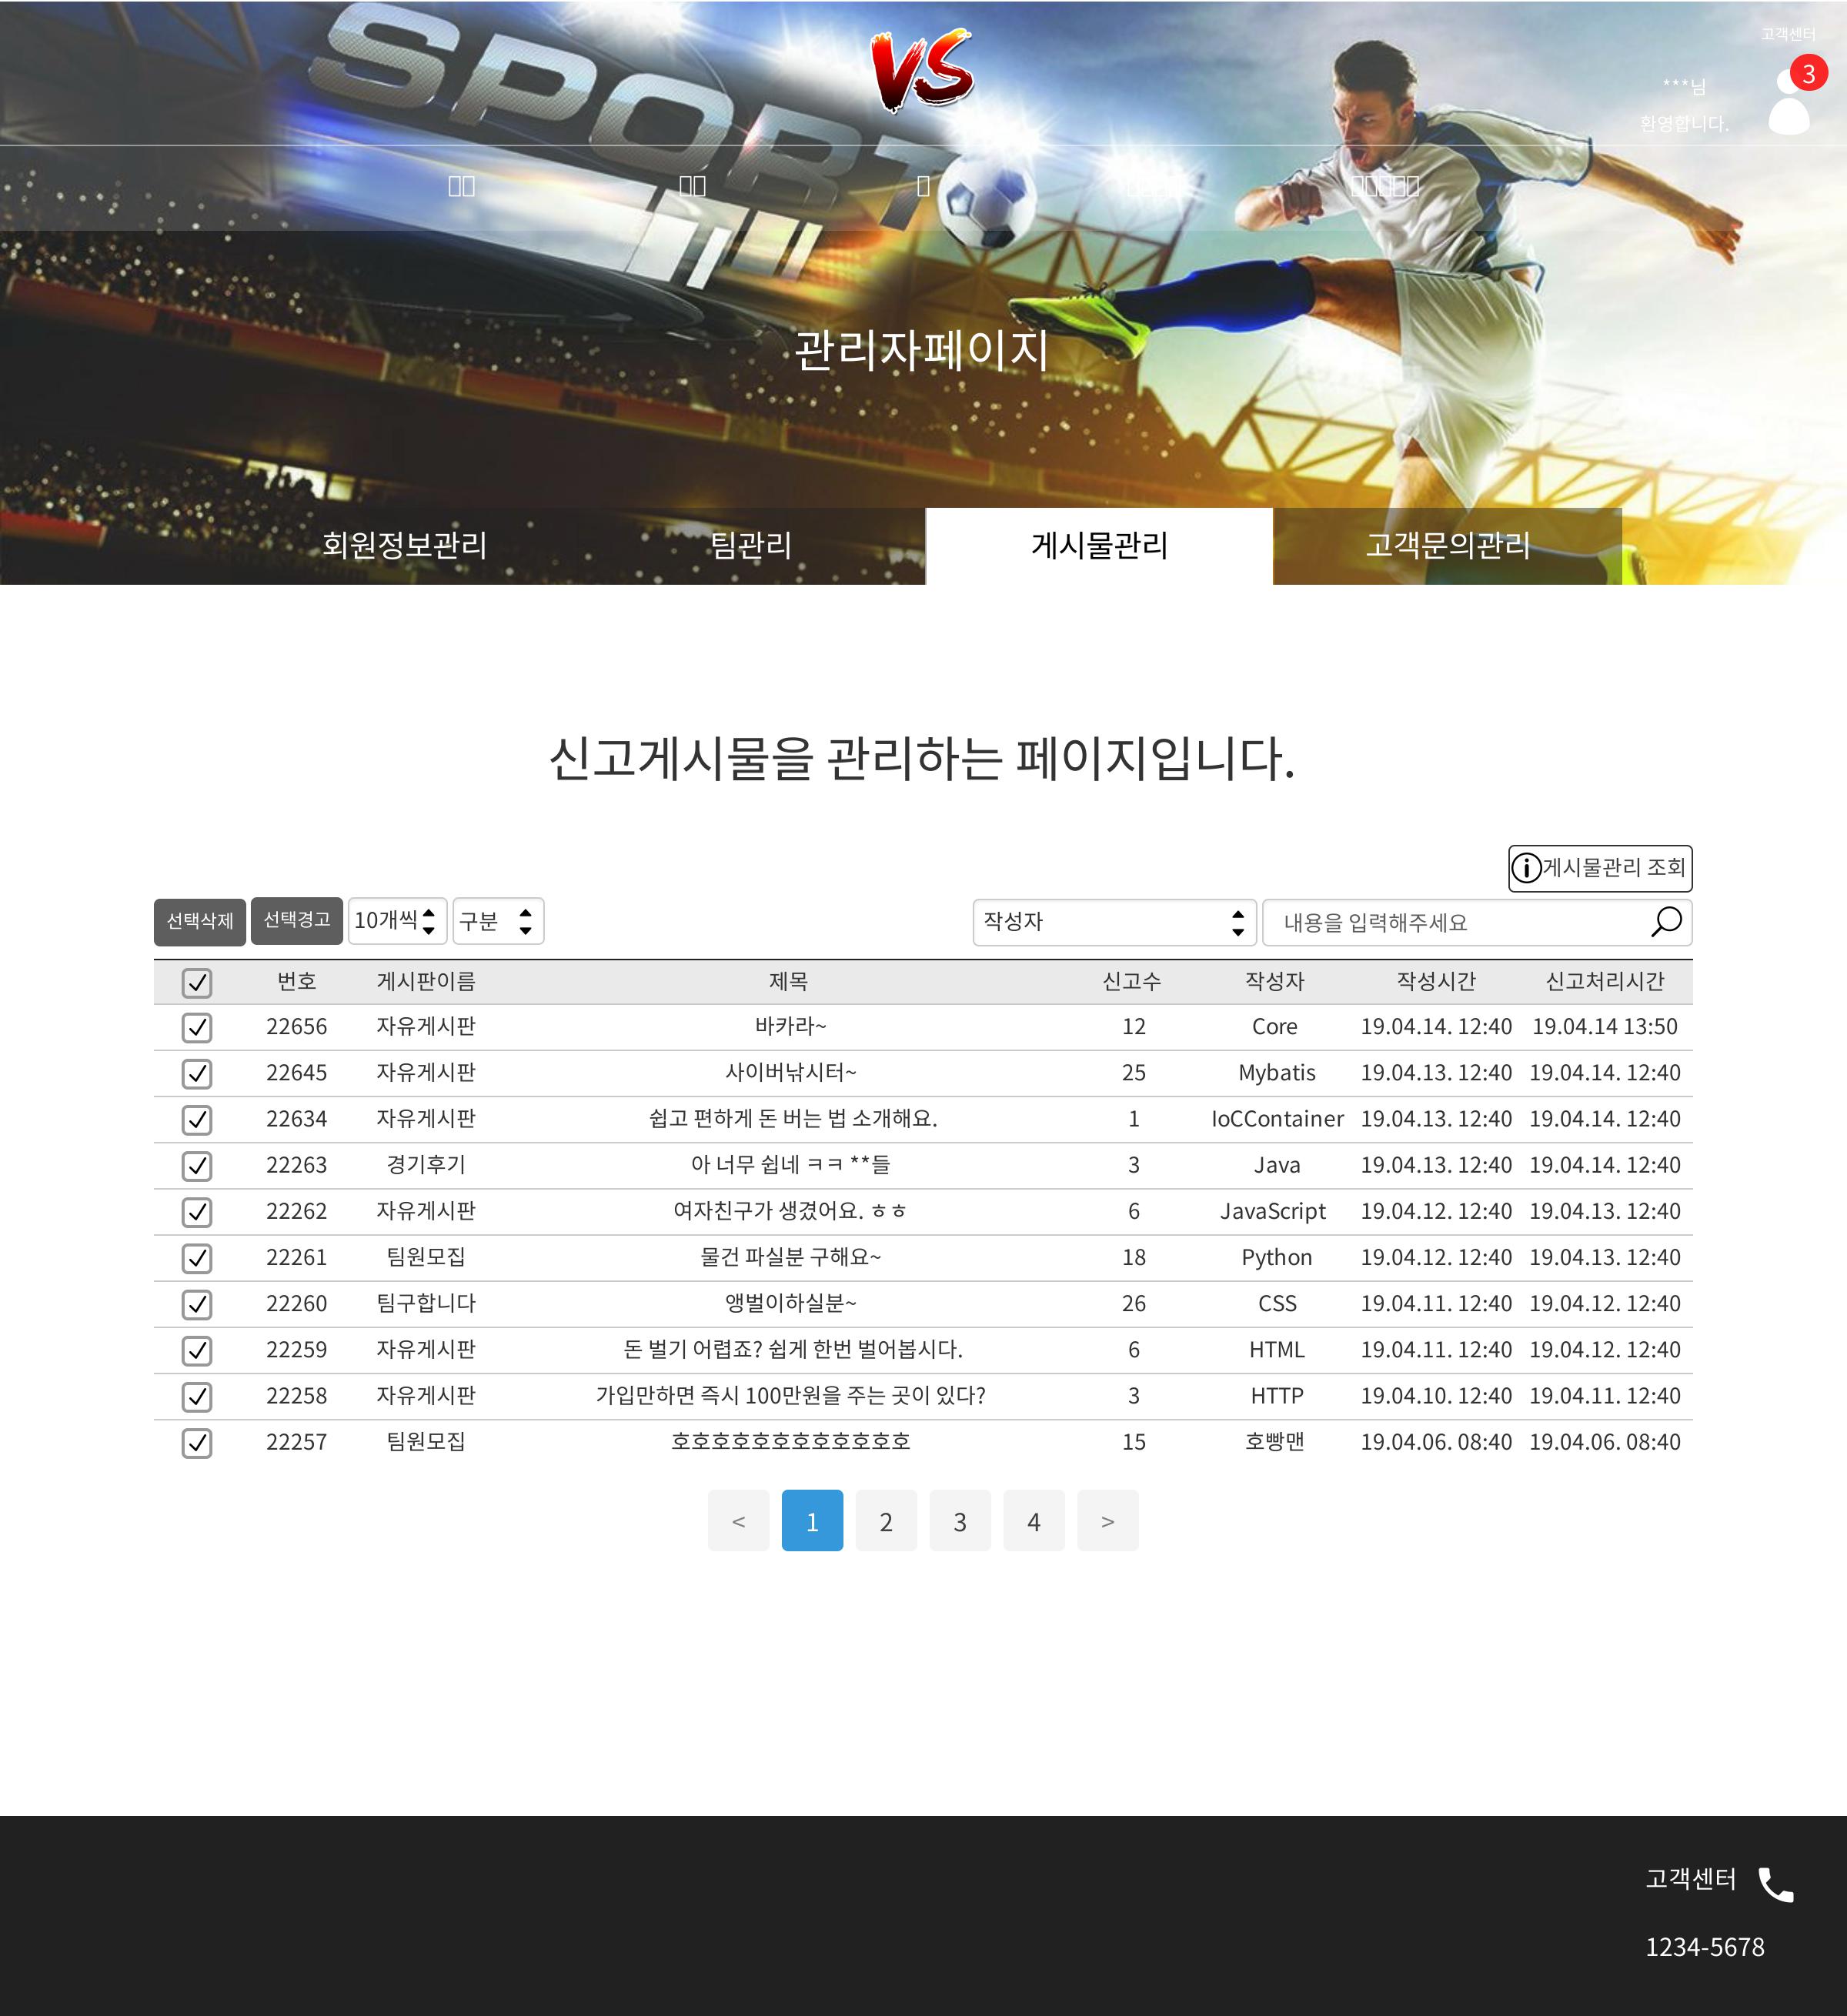 SPORT
VS
고객센터
3
***님
환영합니다.
관리자페이지
회원정보관리 팀관리 게시물관리 고객문의관리
신고게시물을 관리하는 페이지입니다.
게시물관리 조회
선택삭제 선택경고 10개씩 구분 작성자 내용을 입력해주세요
번호 게시판이름 제목 신고수 작성자 작성시간 신고처리시간
22656 자유게시판 바카라~ 12 Core 19.04.14. 12:40 19.04.14 13:50
22645 자유게시판 사이버낚시터~ 25 Mybatis 19.04.13. 12:40 19.04.14. 12:40
22634 자유게시판 쉽고 편하게 돈 버는 법 소개해요. 1 IoCContainer 19.04.13. 12:40 19.04.14. 12:40
22263 경기후기 아 너무 쉽네 ㅋㅋ **들 3 Java 19.04.13. 12:40 19.04.14. 12:40
22262 자유게시판 여자친구가 생겼어요. ㅎㅎ 6 JavaScript 19.04.12. 12:40 19.04.13. 12:40
22261 팀원모집 물건 파실분 구해요~ 18 Python 19.04.12. 12:40 19.04.13. 12:40
22260 팀구합니다 앵벌이하실분~ 26 CSS 19.04.11. 12:40 19.04.12. 12:40
22259 자유게시판 돈 벌기 어렵죠? 쉽게 한번 벌어봅시다. 6 HTML 19.04.11. 12:40 19.04.12. 12:40
22258 자유게시판 가입만하면 즉시 100만원을 주는 곳이 있다? 3 HTTP 19.04.10. 12:40 19.04.11. 12:40
22257 팀원모집 호호호호호호호호호호호호 15 호빵맨 19.04.06. 08:40 19.04.06. 08:40
< 1 2 3 4 >
고객센터
1234-5678